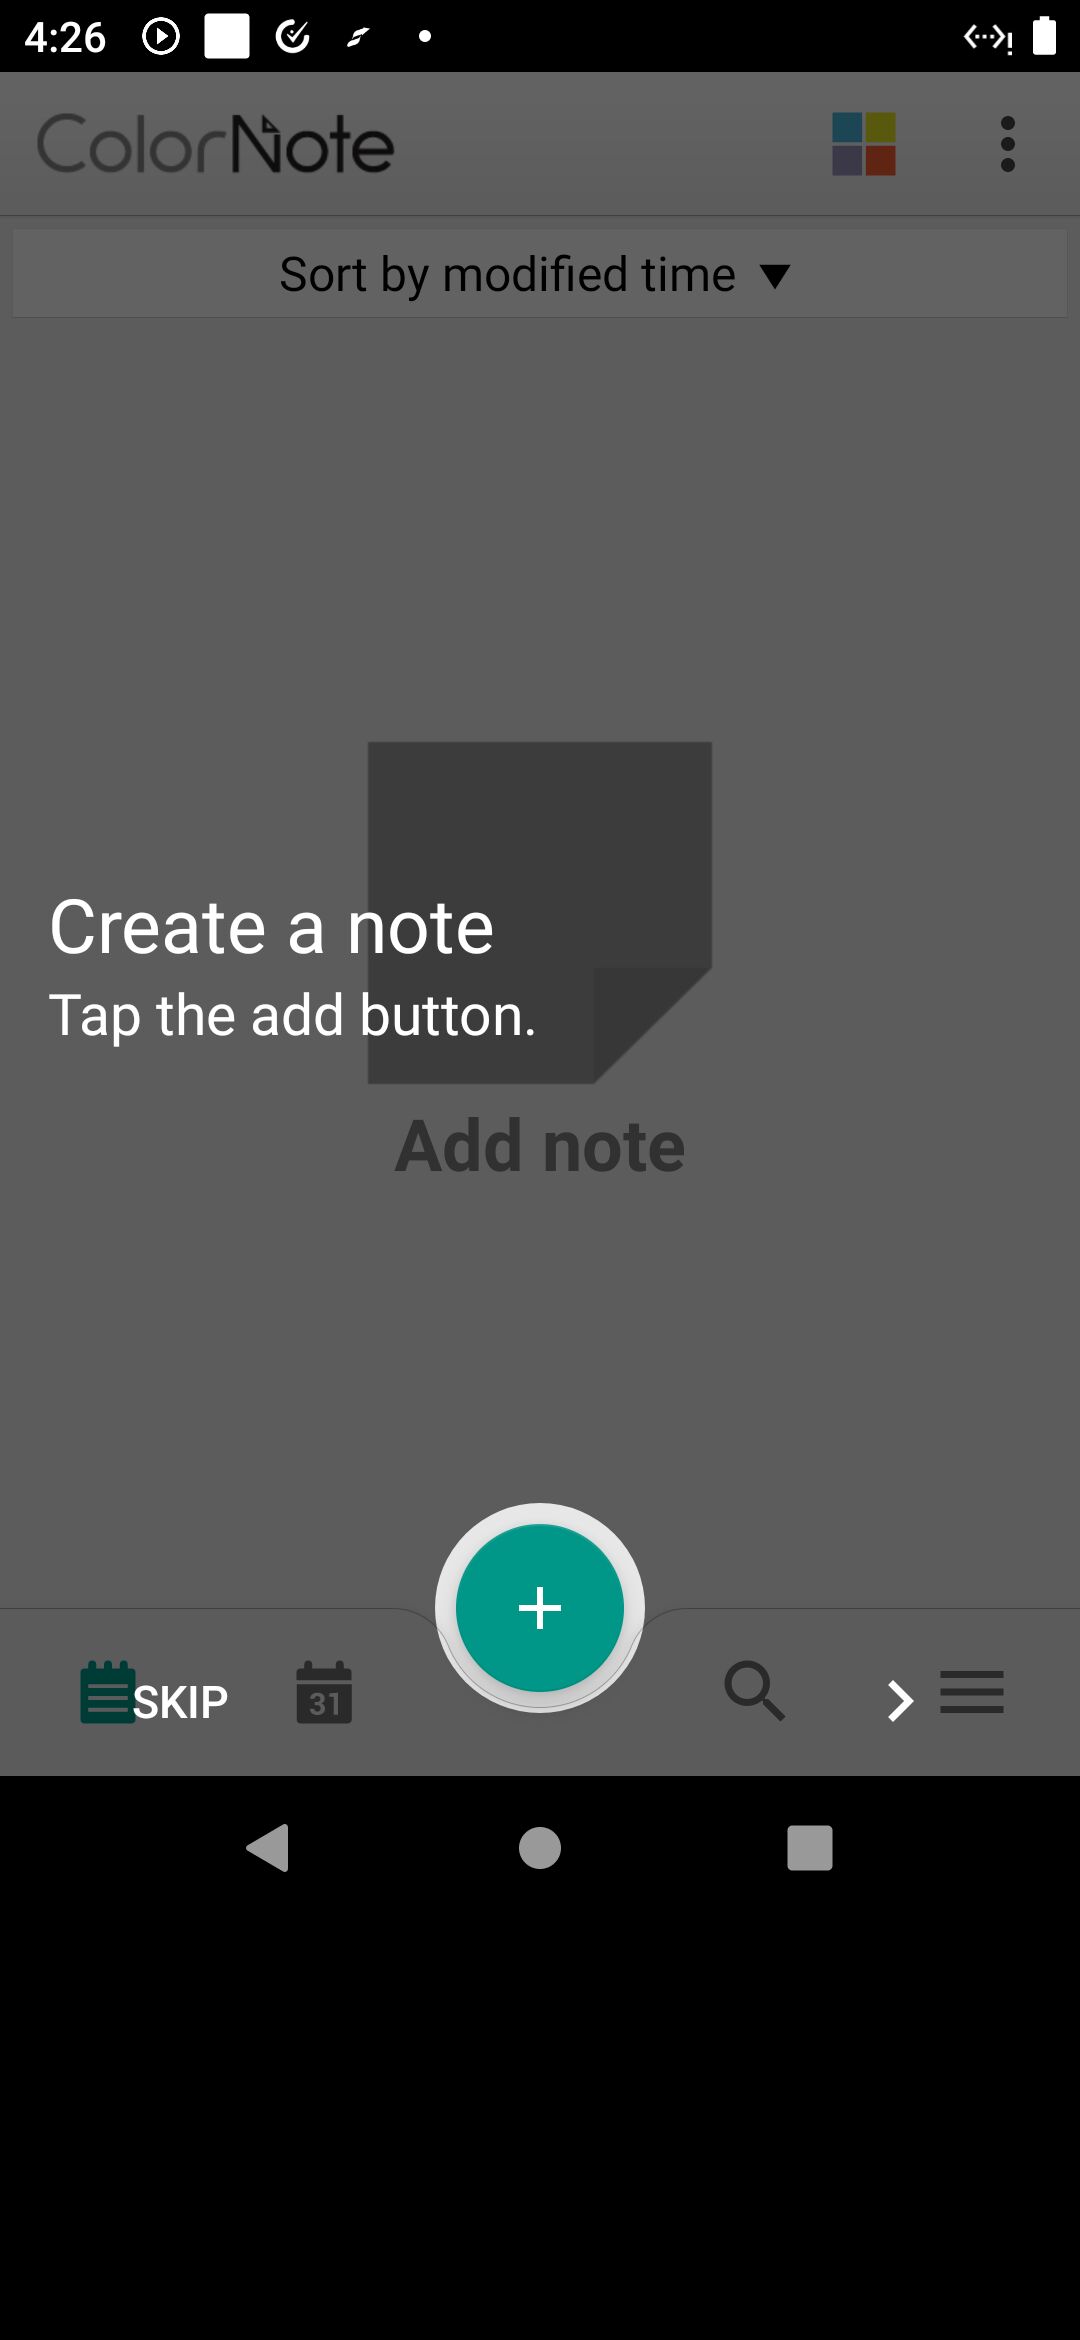 4:26
ColorNote
Sort by modified time ▼
Create a note
Tap the add button.
Add note
SKIP
31